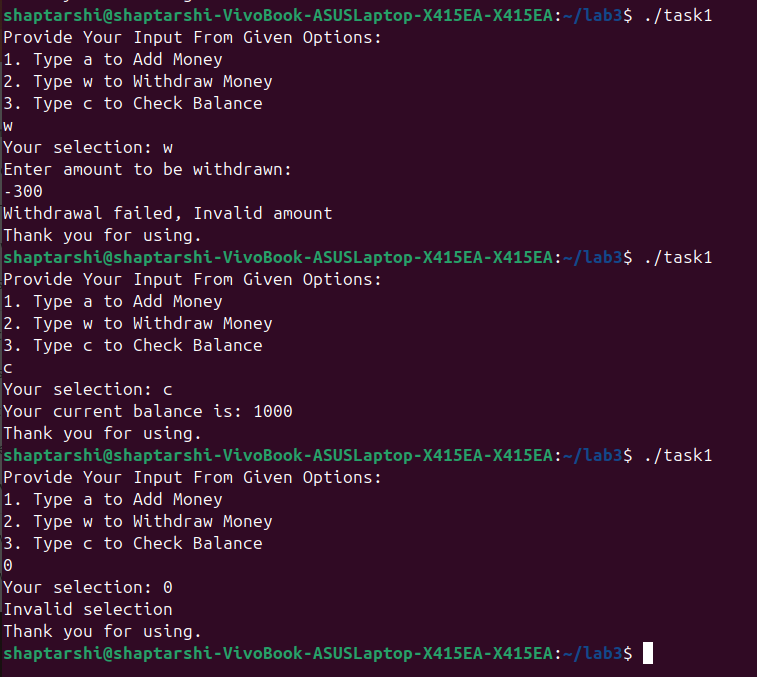 shaptarshi@shaptarshi-VivoBook-ASUSLaptop-X415EA-X415EA:~/lab3$ ./task1
Provide Your Input From Given Options:
1. Type a to Add Money
2. Type w to Withdraw Money
3. Type c to Check Balance
w
Your selection: w
Enter amount to be withdrawn:
-300
Withdrawal failed, Invalid amount
Thank you for using.
shaptarshi@shaptarshi-VivoBook-ASUSLaptop-X415EA-X415EA:~/lab3$ ./task1
Provide Your Input From Given Options:
1. Type a to Add Money
2. Type w to Withdraw Money
3. Type c to Check Balance
c
Your selection: c
Your current balance is: 1000
Thank you for using.
shaptarshi@shaptarshi-VivoBook-ASUSLaptop-X415EA-X415EA:~/lab3$ ./task1
Provide Your Input From Given Options:
1. Type a to Add Money
2. Type w to Withdraw Money
3. Type c to Check Balance
0
Your selection: 0
Invalid selection
Thank you for using.
shaptarshi@shaptarshi-VivoBook-ASUSLaptop-X415EA-X415EA:~/lab3$